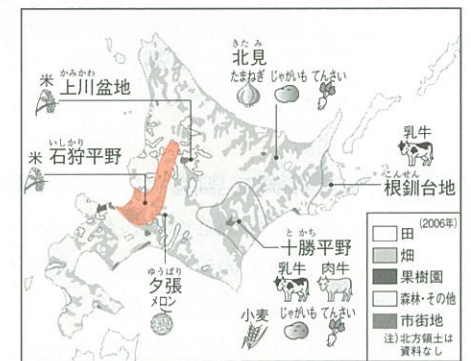 きたみ
北見
たまねぎ じゃがいも てんさい
かみかわ
米 上川盆地
乳牛
いしかり
米 石狩平野
こんせん
根釧台地
とかち
十勝平野
乳牛 肉牛
小麦 じゃがいも てんさい
ゆうばり
夕張
メロン
(2006年)
田
畑
果樹園
森林・その他
市街地
注)北方領土は
資料なし